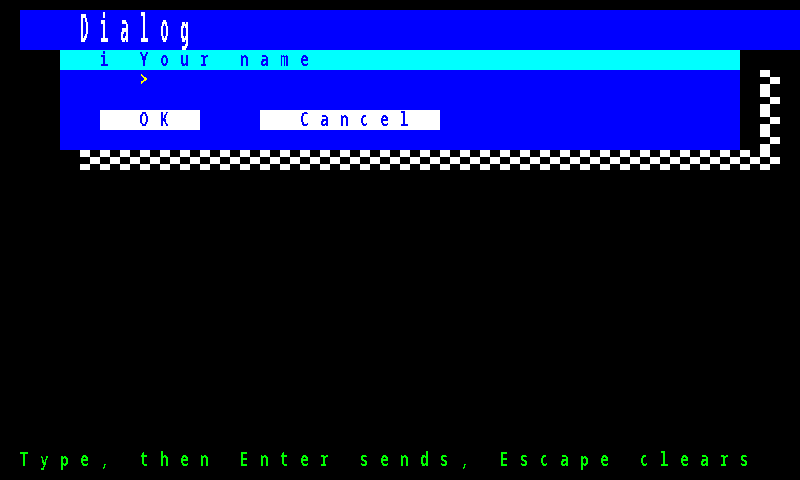 Dialog
i Your name
>
OK Cancel
Type, then Enter sends, Escape clears